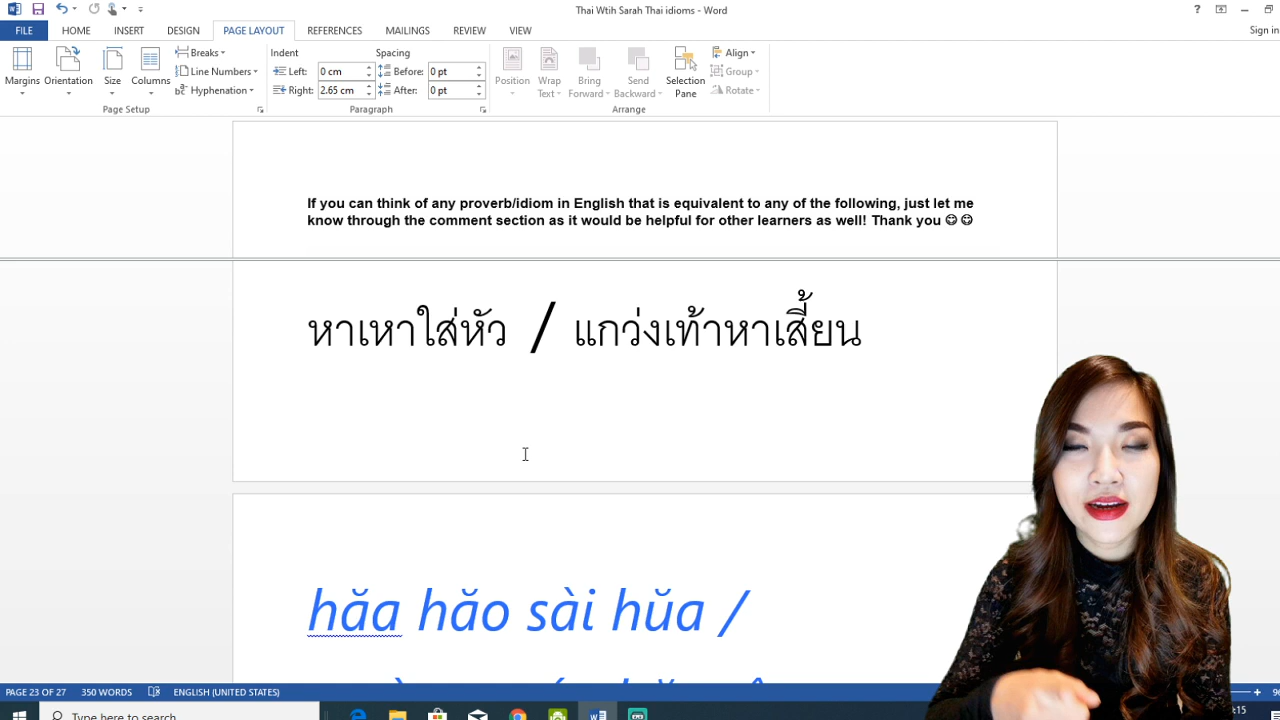 Thai Wtih Sarah Thai idioms - Word
?
Sign in
FILE HOME INSERT DESIGN PAGE LAYOUT REFERENCES MAILINGS REVIEW VIEW
Margins Orientation Size Columns
Breaks
Line Numbers
Hyphenation
Page Setup
Indent Spacing
Left: 0 cm Before: 0 pt
Right: 2.65 cm After: 0 pt
Paragraph
Position Wrap Text Bring Forward Send Backward Selection Pane
Align
Group
Rotate
Arrange
If you can think of any proverb/idiom in English that is equivalent to any of the following, just let me
know through the comment section as it would be helpful for other learners as well! Thank you 😋😋
หาเหาใส่หัว / แกว่งเท้าหาเสี้ยน
hăa hăo sài hŭa /
PAGE 23 OF 27 350 WORDS ENGLISH (UNITED STATES)
Type here to search